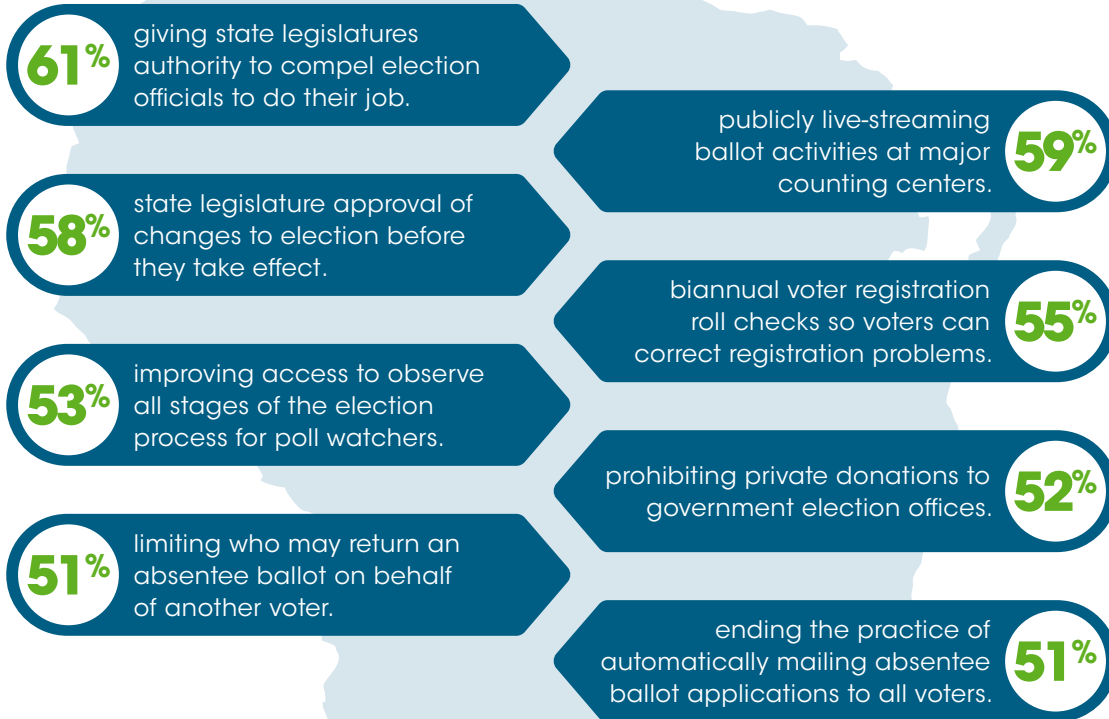 61%
giving state legislatures
authority to compel election
officials to do their job.
publicly live-streaming
ballot activities at major
counting centers.
59%
58%
state legislature approval of
changes to election before
they take effect.
biannual voter registration
roll checks so voters can
correct registration problems.
55%
53%
improving access to observe
all stages of the election
process for poll watchers.
prohibiting private donations to
government election offices.
52%
51%
limiting who may return an
absentee ballot on behalf
of another voter.
ending the practice of
automatically mailing absentee
ballot applications to all voters.
51%